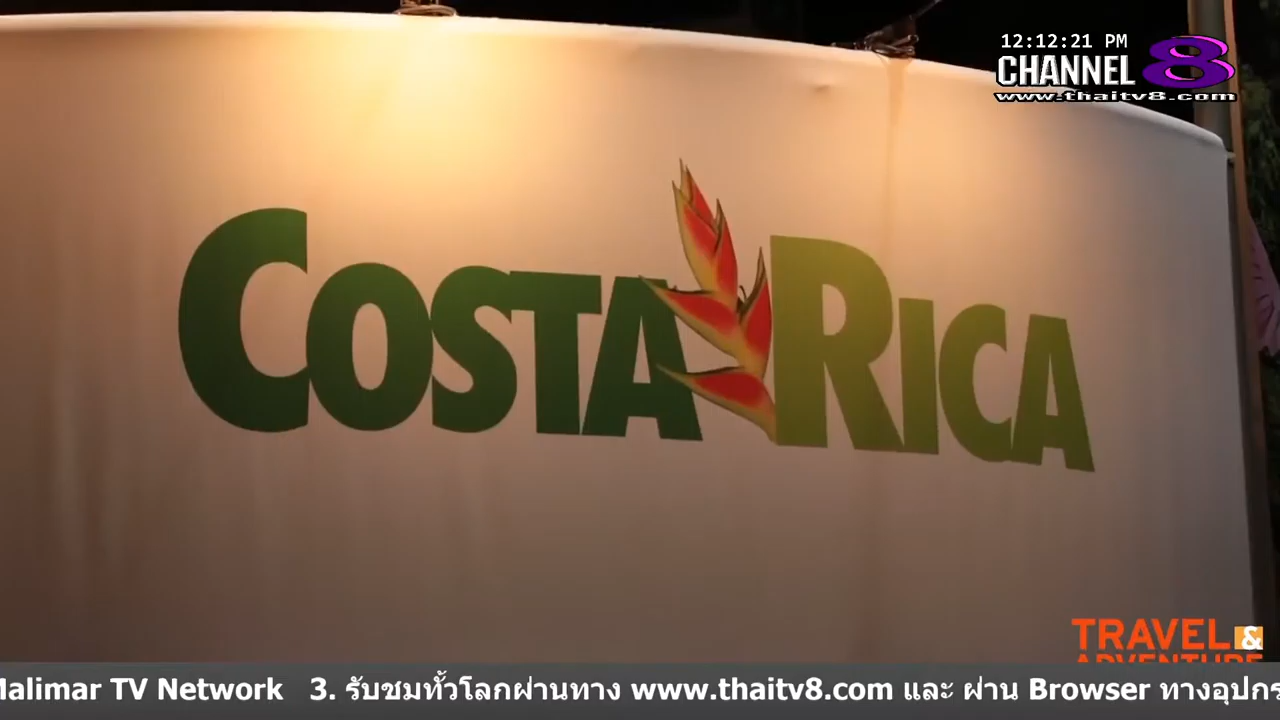 12:12:21 PM
CHANNEL 8
www.thaitv8.com
COSTA RICA
TRAVEL &
ADVENTURE
Malimar TV Network 3. รับชมทั้วโลกผ่านทาง www.thaitv8.com และ ผ่าน Browser ทางอุปกร